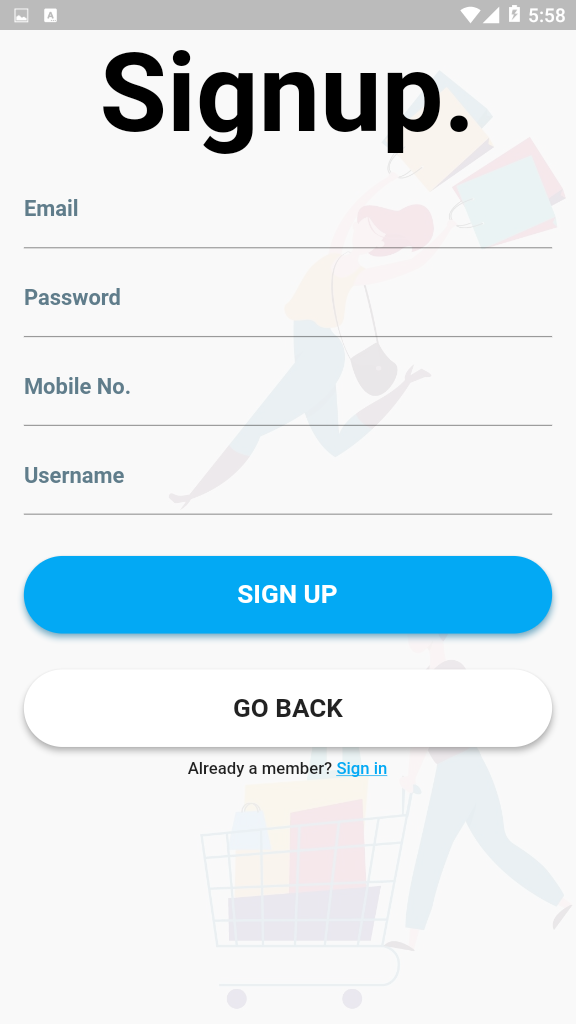 5:58
Signup.
Email
Password
Mobile No.
Username
SIGN UP
GO BACK
Already a member? Sign in